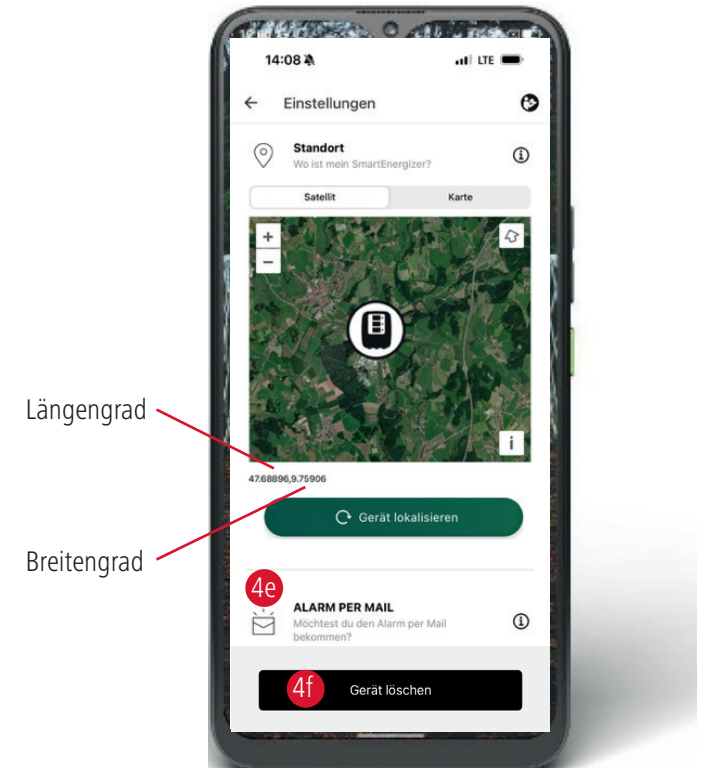 14:08 LTE
Einstellungen
Standort
Wo ist mein SmartEnergizer?
Satellit Karte
+
−
i
Längengrad
47.68896,9.75906
Gerät lokalisieren
Breitengrad
4e
ALARM PER MAIL
Möchtest du den Alarm per Mail
bekommen?
4f Gerät löschen